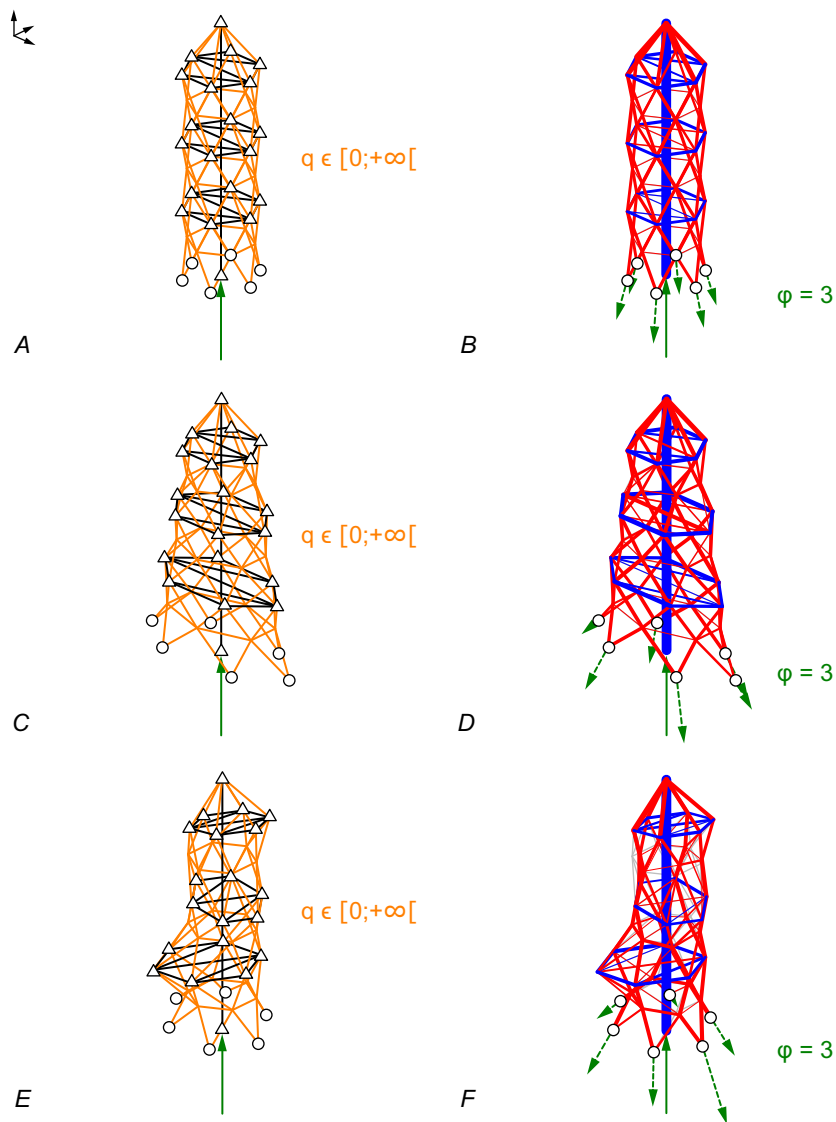 q ϵ [0;+∞[
φ = 3
A
B
q ϵ [0;+∞[
φ = 3
C
D
q ϵ [0;+∞[
φ = 3
E
F